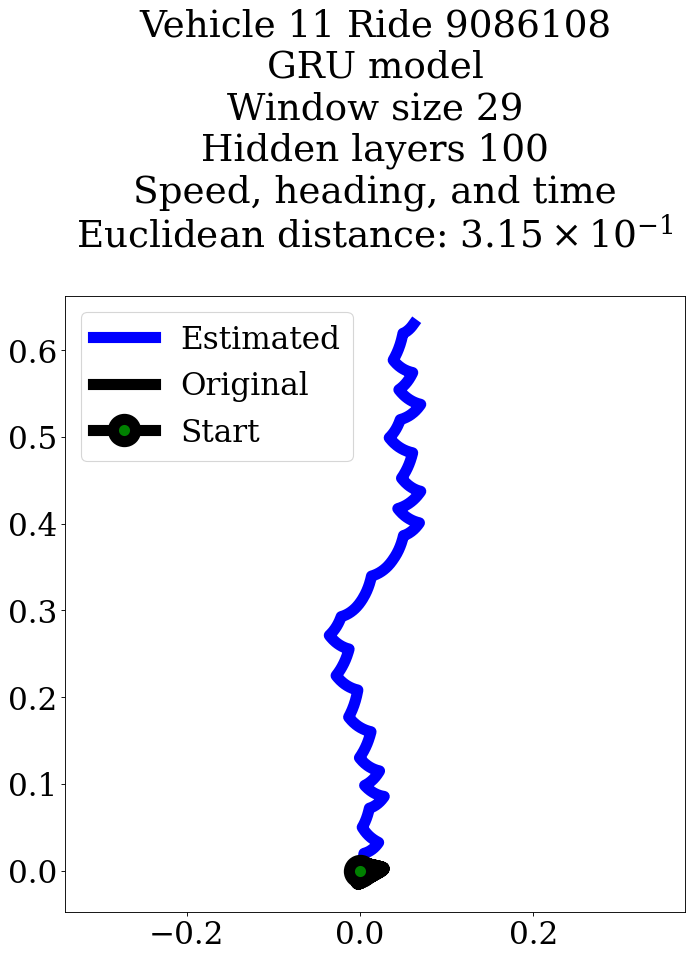 Vehicle 11 Ride 9086108
GRU model
Window size 29
Hidden layers 100
Speed, heading, and time
Euclidean distance: 3.15 × 10⁻¹
Estimated
Original
Start
0.6
0.5
0.4
0.3
0.2
0.1
0.0
−0.2 0.0 0.2